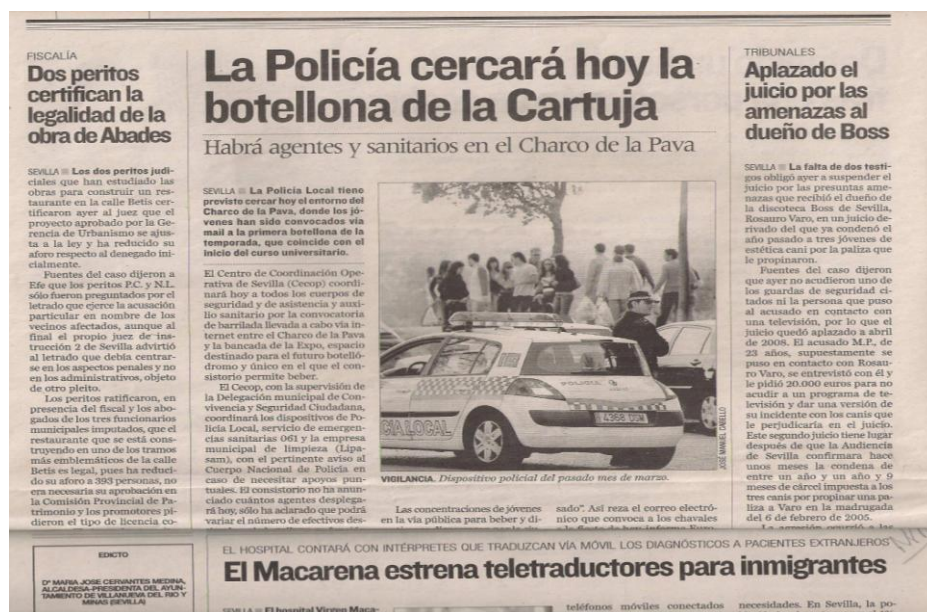 FISCALÍA
Dos peritos
certifican la
legalidad de la
obra de Abades
SEVILLA Los dos peritos judi-
ciales que han estudiado las
obras para construir un res-
taurante en la calle Betis cer-
tificaron ayer al juez que el
proyecto aprobado por la Ge-
rencia de Urbanismo se ajus-
ta a la ley y ha reducido su
aforo respecto al denegado ini-
cialmente.
Fuentes del caso dijeron a
Efe que los peritos P.C. y N.L.
sólo fueron preguntados por el
letrado que ejerce la acusación
particular en nombre de los
vecinos afectados, aunque al
final el propio juez de ins-
trucción 2 de Sevilla advirtió
al letrado que debía centrar-
se en los aspectos penales y no
en los administrativos, objeto
de otro pleito.
Los peritos ratificaron, en
presencia del fiscal y los abo-
gados de los tres funcionarios
municipales imputados, que el
restaurante que se está cons-
truyendo en uno de los tramos
más emblemáticos de la calle
Betis es legal, pues ha reduci-
do su aforo a 393 personas, no
era necesaria su aprobación en
la Comisión Provincial de Pa-
trimonio y los promotores pi-
dieron el tipo de licencia co-
La Policía cercará hoy la
botellona de la Cartuja
Habrá agentes y sanitarios en el Charco de la Pava
SEVILLA La Policía Local tiene
previsto cercar hoy el entorno del
Charco de la Pava, donde los jó-
venes han sido convocados vía
mail a la primera botellona de la
temporada, que coincide con el
inicio del curso universitario.
El Centro de Coordinación Ope-
rativa de Sevilla (Cecop) coordi-
nará hoy a todos los cuerpos de
seguridad y de asistencia y auxi-
lio sanitario por la convocatoria
de barrilada llevada a cabo vía in-
ternet entre el Charco de la Pava
y la bancada de la Expo, espacio
destinado para el futuro botelló-
dromo y único en el que el con-
sistorio permite beber.
El Cecop, con la supervisión de
la Delegación municipal de Con-
vivencia y Seguridad Ciudadana,
coordinará los dispositivos de Po-
licía Local, servicio de emergen-
cias sanitarias 061 y la empresa
municipal de limpieza (Lipa-
sam), con el pertinente aviso al
Cuerpo Nacional de Policía en
caso de necesitar apoyos pun-
tuales. El consistorio no ha anun-
ciado cuántos agentes desplega-
rá hoy, sólo ha aclarado que podrá
variar el número de efectivos des-
POLICIA
4368 DSM
CIA LOCAL
JOSÉ MANUEL CABELLO
VIGILANCIA. Dispositivo policial del pasado mes de marzo.
Las concentraciones de jóvenes
en la vía pública para beber y di-
sado". Así reza el correo electró-
nico que convoca a los chavales
TRIBUNALES
Aplazado el
juicio por las
amenazas al
dueño de Boss
SEVILLA La falta de dos testi-
gos obligó ayer a suspender el
juicio por las presuntas ame-
nazas que recibió el dueño de
la discoteca Boss de Sevilla,
Rosauro Varo, en un juicio de-
rivado del que ya condenó el
año pasado a tres jóvenes de
estética cani por la paliza que
le propinaron.
Fuentes del caso dijeron
que ayer no acudieron uno de
los guardas de seguridad ci-
tados ni la persona que puso
al acusado en contacto con
una televisión, por lo que el
juicio quedó aplazado a abril
de 2008. El acusado M.P., de
23 años, supuestamente se
puso en contacto con Rosau-
ro Varo, se entrevistó con él y
le pidió 20.000 euros para no
acudir a un programa de te-
levisión y dar una versión de
su incidente con los canis que
le perjudicaría en el juicio.
Este segundo juicio tiene lugar
después de que la Audiencia
de Sevilla confirmara hace
unos meses la condena de
entre un año y un año y 9
meses de cárcel impuesta a los
tres canis por propinar una pa-
liza a Varo en la madrugada
del 6 de febrero de 2005.
EDICTO
Dª MARIA JOSE CERVANTES MEDINA,
ALCALDESA-PRESIDENTA DEL AYUN-
TAMIENTO DE VILLANUEVA DEL RIO Y
MINAS (SEVILLA)
EL HOSPITAL CONTARÁ CON INTÉRPRETES QUE TRADUZCAN VÍA MÓVIL LOS DIAGNÓSTICOS A PACIENTES EXTRANJEROS
El Macarena estrena teletraductores para inmigrantes
SEVILLA El hospital Virgen Maca-
teléfonos móviles conectados
necesidades. En Sevilla, la po-